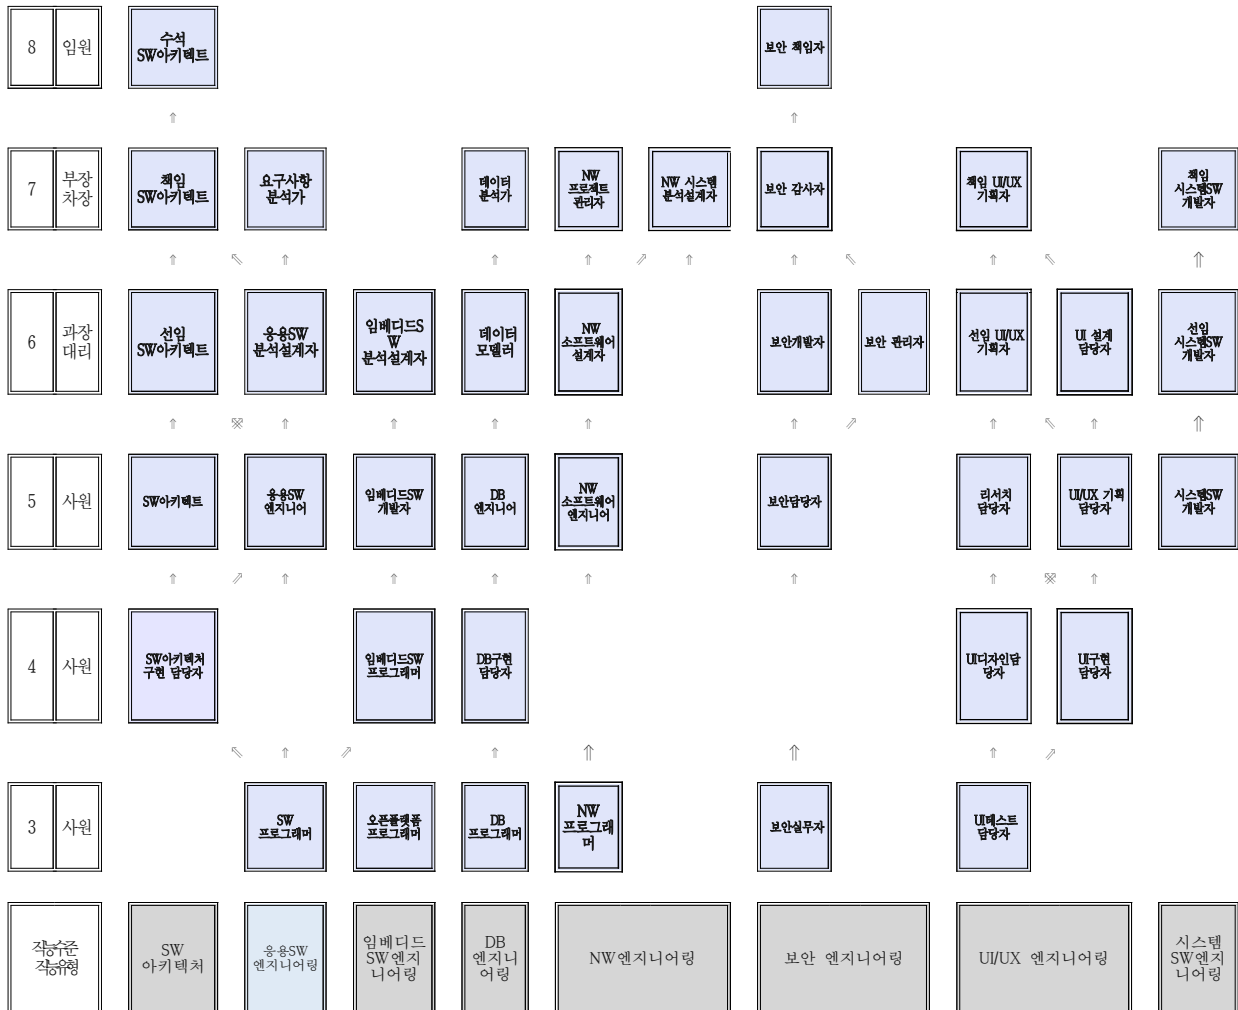 8
임원
수석
SW아키텍트
보안 책임자
⇑
⇑
7
부장
차장
책임
SW아키텍트
요구사항
분석가
데이터
분석가
NW
프로젝트
관리자
NW 시스템
분석설계자
보안 감사자
책임 UI/UX
기획자
책임
시스템SW
개발자
⇑ ⇖ ⇑ ⇑ ⇑ ⇗ ⇑ ⇑ ⇖ ⇑ ⇖ ⇑
6
과장
대리
선임
SW아키텍트
응용SW
분석설계자
임베디드S
W
분석설계자
데이터
모델러
NW
소프트웨어
설계자
보안개발자
보안 관리자
선임 UI/UX
기획자
UI 설계
담당자
선임
시스템SW
개발자
⇑ ⇑ ⇑ ⇑ ⇑ ⇑ ⇗ ⇑ ⇖ ⇑ ⇑
5
사원
SW아키텍트
응용SW
엔지니어
임베디드SW
개발자
DB
엔지니어
NW
소프트웨어
엔지니어
보안담당자
리서치
담당자
UI/UX 기획
담당자
시스템SW
개발자
⇑ ⇗ ⇑ ⇑ ⇑ ⇑ ⇑ ⇑ ⇑
4
사원
SW아키텍처
구현 담당자
임베디드SW
프로그래머
DB구현
담당자
UI디자인담
당자
UI구현
담당자
⇖ ⇑ ⇗ ⇑ ⇑ ⇑ ⇑ ⇗
3
사원
SW
프로그래머
오픈플랫폼
프로그래머
DB
프로그래머
NW
프로그래
머
보안실무자
UI테스트
담당자
직능수준
직능유형
SW
아키텍처
응용SW
엔지니어링
임베디드
SW엔지
니어링
DB
엔지니
어링
NW엔지니어링
보안 엔지니어링
UI/UX 엔지니어링
시스템
SW엔지
니어링